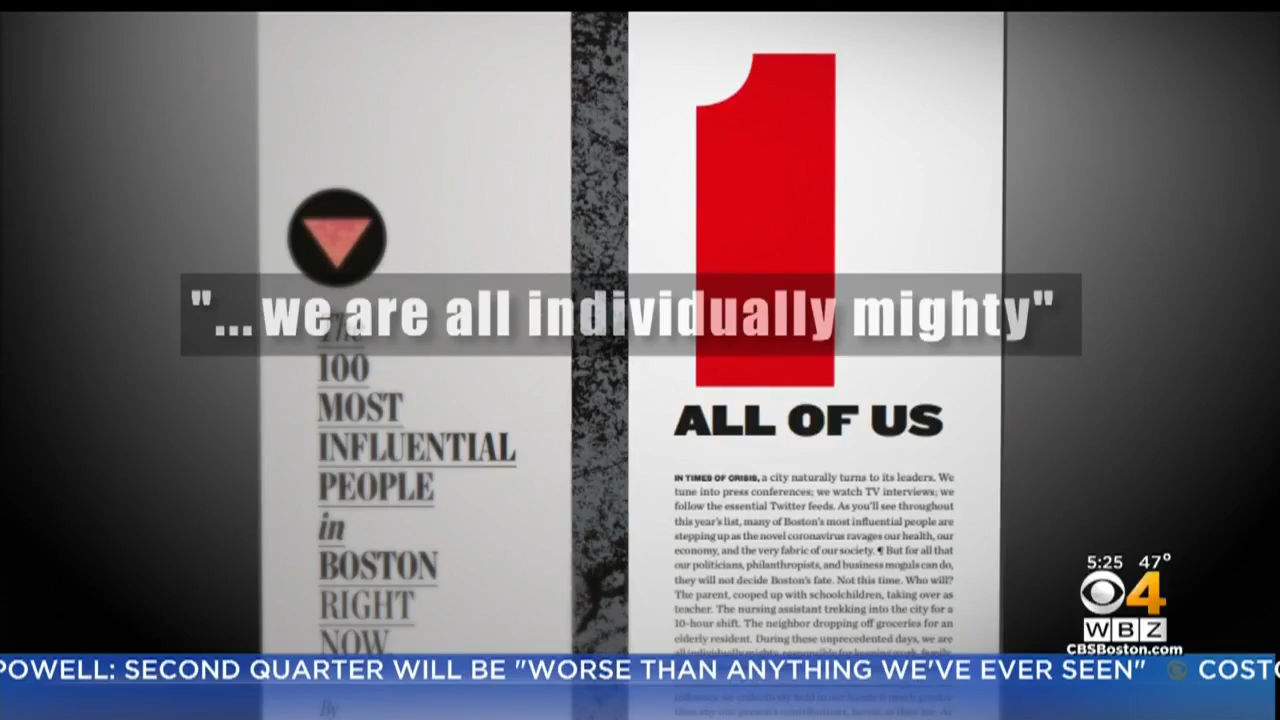 "...we are all individually mighty"
The
100
MOST
INFLUENTIAL
PEOPLE
in
BOSTON
RIGHT
NOW
By
1
ALL OF US
IN TIMES OF CRISIS, a city naturally turns to its leaders. We
tune into press conferences; we watch TV interviews; we
follow the essential Twitter feeds. As you'll see throughout
this year's list, many of Boston's most influential people are
stepping up as the novel coronavirus ravages our health, our
economy, and the very fabric of our society. ¶ But for all that
our politicians, philanthropists, and business moguls can do,
they will not decide Boston's fate. Not this time. Who will?
The parent, cooped up with schoolchildren, taking over as
teacher. The nursing assistant trekking into the city for a
10-hour shift. The neighbor dropping off groceries for an
elderly resident. During these unprecedented days, we are
all individually mighty, responsible for keeping
5:25 47°
4
WBZ
CBSBoston.com
POWELL: SECOND QUARTER WILL BE "WORSE THAN ANYTHING WE'VE EVER SEEN" COSTC